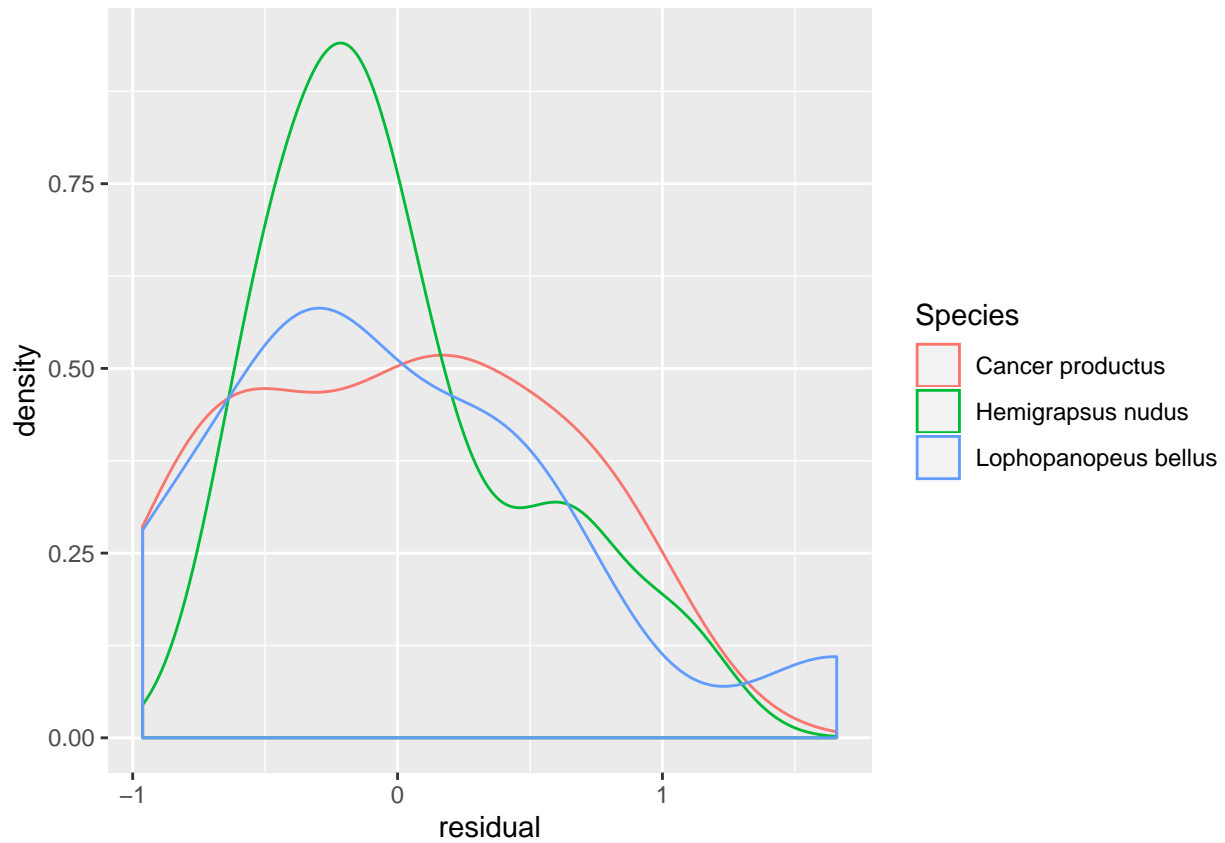 density
0.75
0.50
0.25
0.00
−1
0
1
residual
Species
Cancer productus
Hemigrapsus nudus
Lophopanopeus bellus